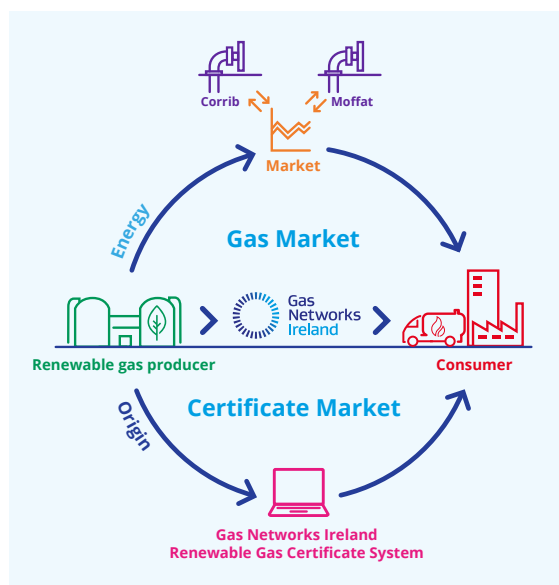 Corrib
Moffat
Market
Energy
Gas Market
Gas
Networks
Ireland
Renewable gas producer
Consumer
Certificate Market
Origin
Gas Networks Ireland
Renewable Gas Certificate System